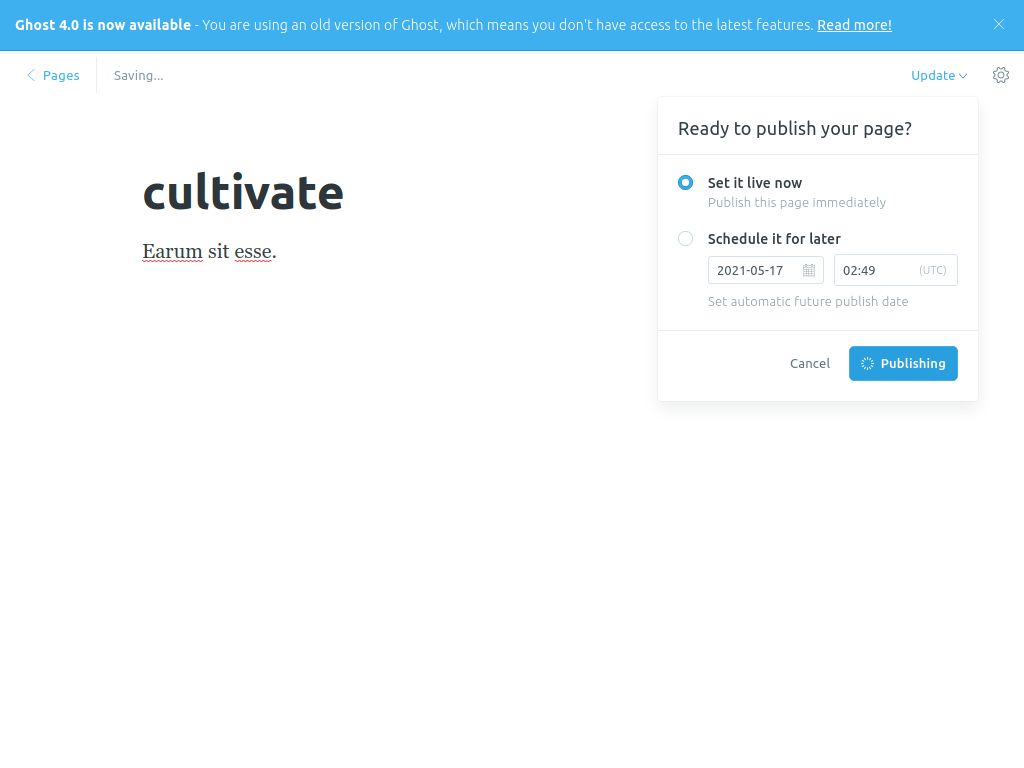 Ghost 4.0 is now available - You are using an old version of Ghost, which means you don't have access to the latest features. Read more!
Pages
Saving...
Update
Ready to publish your page?
cultivate
Earum sit esse.
Set it live now
Publish this page immediately
Schedule it for later
2021-05-17
02:49 (UTC)
Set automatic future publish date
Cancel
Publishing